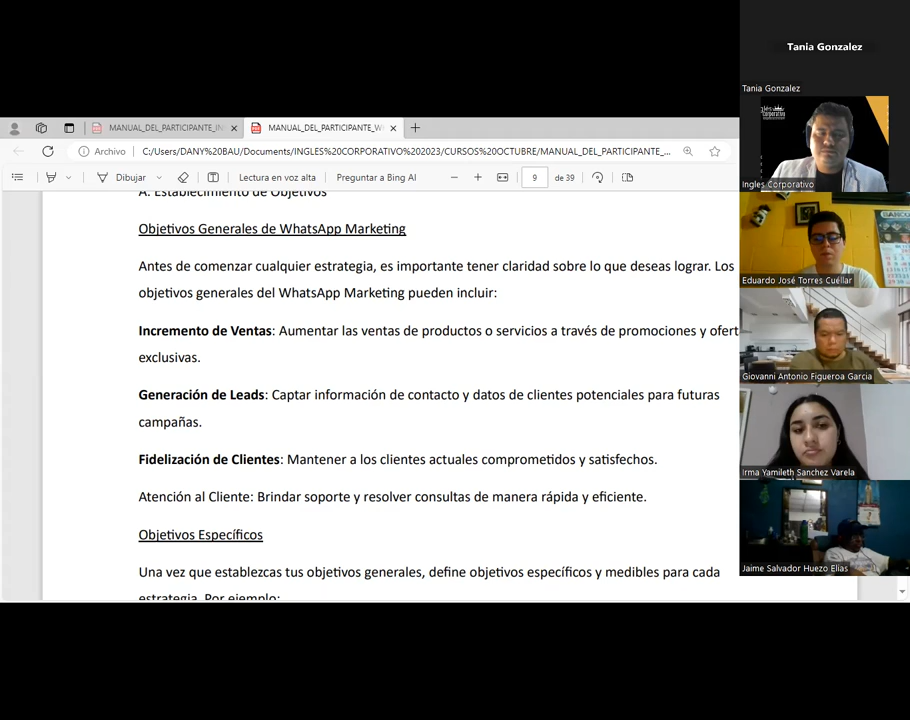 Tania Gonzalez
Tania Gonzalez
Ingles Corporativo
Eduardo José Torres Cuéllar
Giovanni Antonio Figueroa Garcia
Irma Yamileth Sanchez Varela
Jaime Salvador Huezo Elias
MANUAL_DEL_PARTICIPANTE_IN
MANUAL_DEL_PARTICIPANTE_W
Archivo
C:/Users/DANY%20BAU/Documents/INGLES%20CORPORATIVO%202023/CURSOS%20OCTUBRE/MANUAL_DEL_PARTICIPANTE_...
Dibujar
Lectura en voz alta
Preguntar a Bing AI
9 de 39
A. Establecimiento de Objetivos
Objetivos Generales de WhatsApp Marketing
Antes de comenzar cualquier estrategia, es importante tener claridad sobre lo que deseas lograr. Los
objetivos generales del WhatsApp Marketing pueden incluir:
Incremento de Ventas: Aumentar las ventas de productos o servicios a través de promociones y ofert
exclusivas.
Generación de Leads: Captar información de contacto y datos de clientes potenciales para futuras
campañas.
Fidelización de Clientes: Mantener a los clientes actuales comprometidos y satisfechos.
Atención al Cliente: Brindar soporte y resolver consultas de manera rápida y eficiente.
Objetivos Específicos
Una vez que establezcas tus objetivos generales, define objetivos específicos y medibles para cada
estrategia. Por ejemplo: